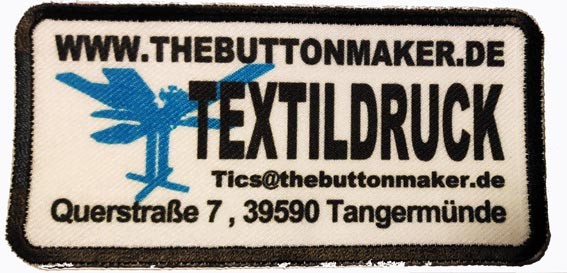 WWW.THEBUTTONMAKER.DE
TEXTILDRUCK
Tics@thebuttonmaker.de
Querstraße 7 , 39590 Tangermünde